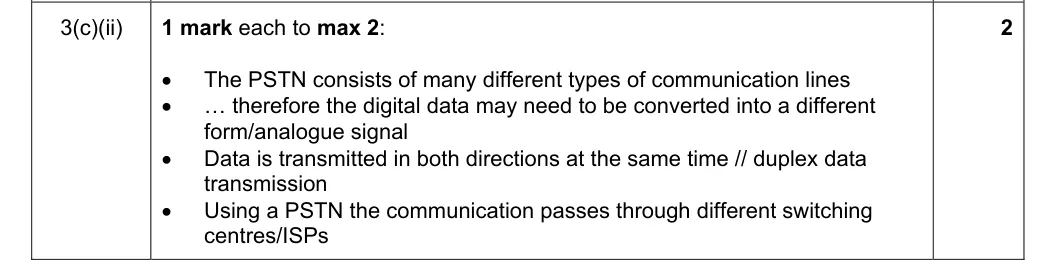 3(c)(ii)
1 mark each to max 2:
2
• The PSTN consists of many different types of communication lines
• … therefore the digital data may need to be converted into a different
form/analogue signal
• Data is transmitted in both directions at the same time // duplex data
transmission
• Using a PSTN the communication passes through different switching
centres/ISPs